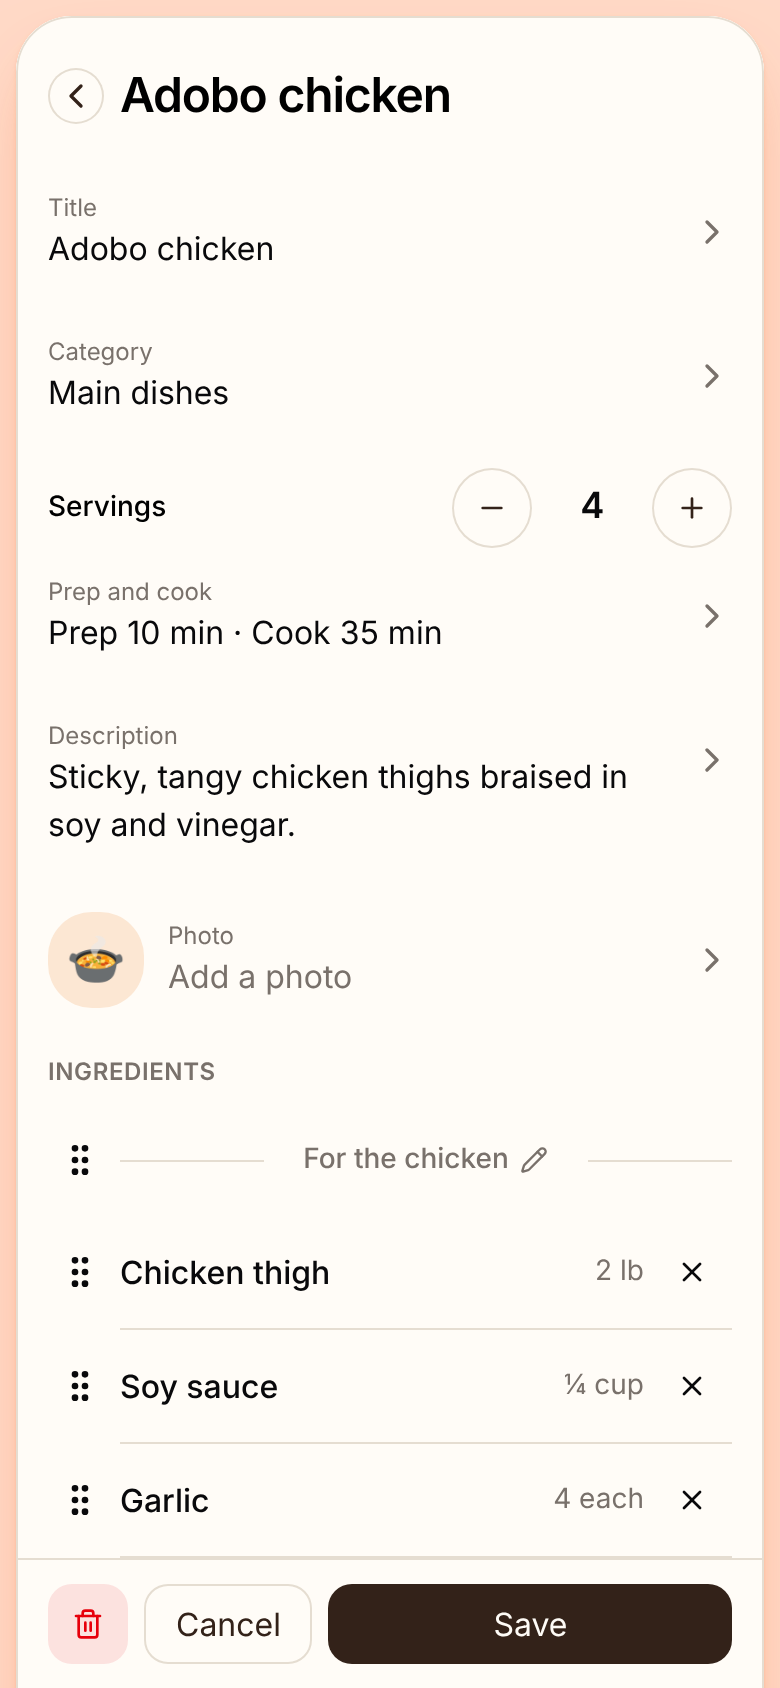 Adobo chicken
Title
Adobo chicken
Category
Main dishes
Servings
4
Prep and cook
Prep 10 min · Cook 35 min
Description
Sticky, tangy chicken thighs braised in
soy and vinegar.
Photo
Add a photo
INGREDIENTS
For the chicken
Chicken thigh 2 lb
Soy sauce ¼ cup
Garlic 4 each
Cancel Save